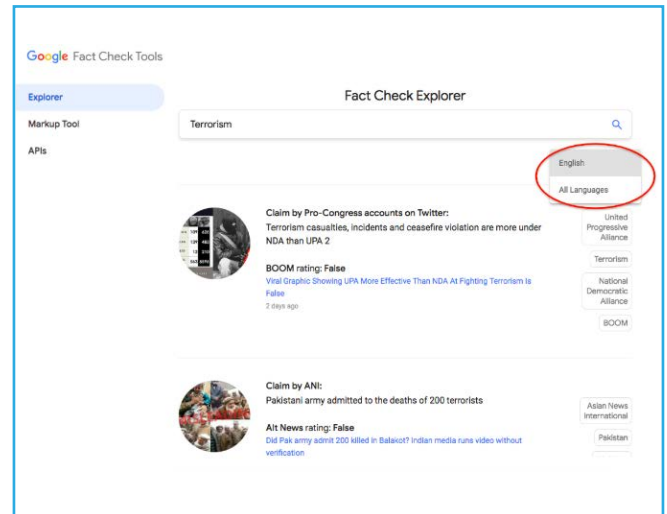 Google Fact Check Tools
Explorer
Markup Tool
APIs
Fact Check Explorer
Terrorism
English
All Languages
Claim by Pro-Congress accounts on Twitter:
Terrorism casualties, incidents and ceasefire violation are more under
NDA than UPA 2
BOOM rating: False
Viral Graphic Showing UPA More Effective Than NDA At Fighting Terrorism Is
False
2 days ago
United
Progressive
Alliance
Terrorism
National
Democratic
Alliance
BOOM
Claim by ANI:
Pakistani army admitted to the deaths of 200 terrorists
Alt News rating: False
Did Pak army admit 200 killed in Balakot? Indian media runs video without
verification
Asian News
International
Pakistan